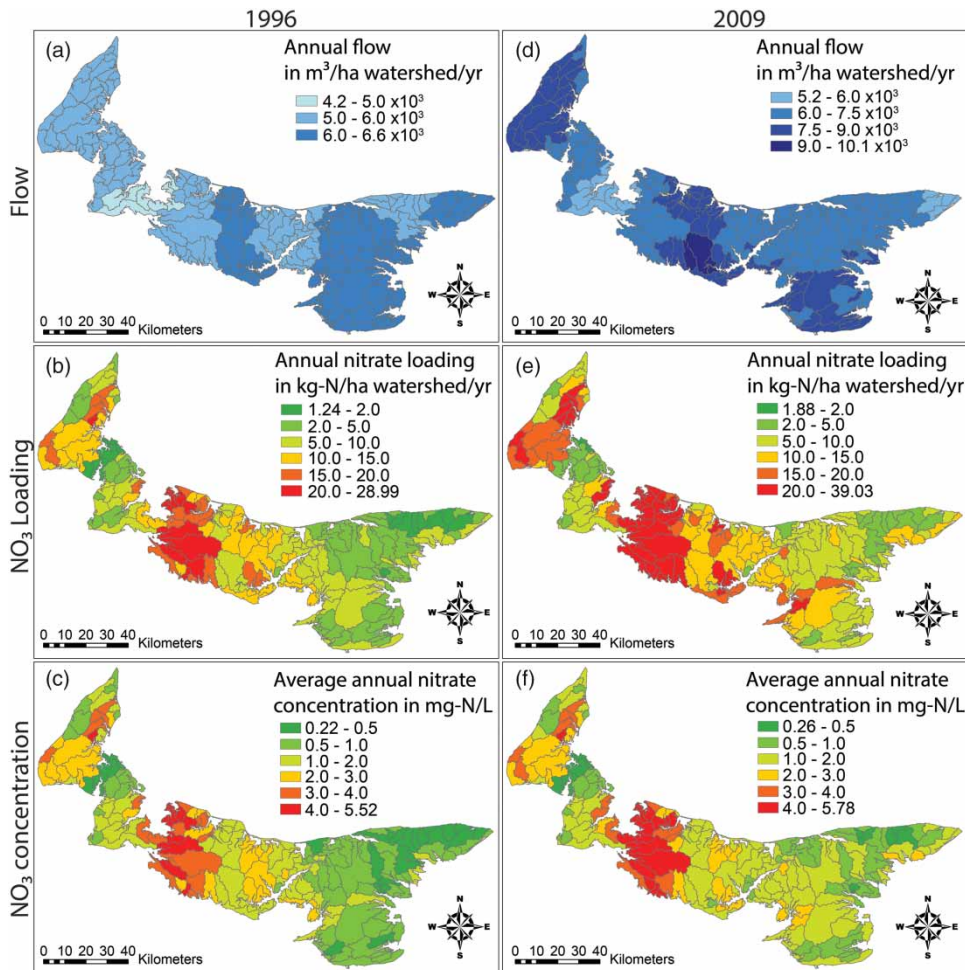 1996
2009
Flow
(a)
Annual flow
in m³/ha watershed/yr
4.2 - 5.0 x10³
5.0 - 6.0 x10³
6.0 - 6.6 x10³
N
W E
S
0 10 20 30 40
Kilometers
(d)
Annual flow
in m³/ha watershed/yr
5.2 - 6.0 x10³
6.0 - 7.5 x10³
7.5 - 9.0 x10³
9.0 - 10.1 x10³
N
W E
S
0 10 20 30 40
Kilometers
NO₃ Loading
(b)
Annual nitrate loading
in kg-N/ha watershed/yr
1.24 - 2.0
2.0 - 5.0
5.0 - 10.0
10.0 - 15.0
15.0 - 20.0
20.0 - 28.99
N
W E
S
0 10 20 30 40
Kilometers
(e)
Annual nitrate loading
in kg-N/ha watershed/yr
1.88 - 2.0
2.0 - 5.0
5.0 - 10.0
10.0 - 15.0
15.0 - 20.0
20.0 - 39.03
N
W E
S
0 10 20 30 40
Kilometers
NO₃ concentration
(c)
Average annual nitrate
concentration in mg-N/L
0.22 - 0.5
0.5 - 1.0
1.0 - 2.0
2.0 - 3.0
3.0 - 4.0
4.0 - 5.52
N
W E
S
0 10 20 30 40
Kilometers
(f)
Average annual nitrate
concentration in mg-N/L
0.26 - 0.5
0.5 - 1.0
1.0 - 2.0
2.0 - 3.0
3.0 - 4.0
4.0 - 5.78
N
W E
S
0 10 20 30 40
Kilometers